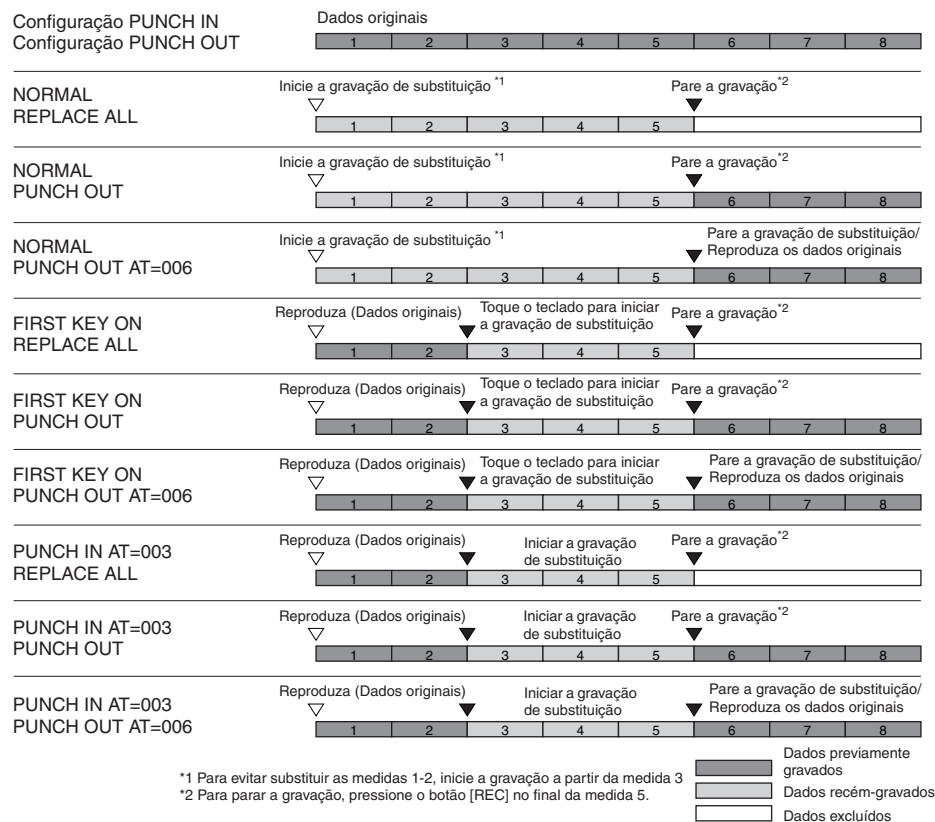 Configuração PUNCH IN
Configuração PUNCH OUT
Dados originais
1 2 3 4 5 6 7 8
NORMAL
REPLACE ALL
Inicie a gravação de substituição *1
Pare a gravação*2
1 2 3 4 5
NORMAL
PUNCH OUT
Inicie a gravação de substituição *1
Pare a gravação*2
1 2 3 4 5 6 7 8
NORMAL
PUNCH OUT AT=006
Inicie a gravação de substituição *1
Pare a gravação de substituição/
Reproduza os dados originais
1 2 3 4 5 6 7 8
FIRST KEY ON
REPLACE ALL
Reproduza (Dados originais)
Toque o teclado para iniciar
a gravação de substituição
Pare a gravação*2
1 2 3 4 5
FIRST KEY ON
PUNCH OUT
Reproduza (Dados originais)
Toque o teclado para iniciar
a gravação de substituição
Pare a gravação*2
1 2 3 4 5 6 7 8
FIRST KEY ON
PUNCH OUT AT=006
Reproduza (Dados originais)
Toque o teclado para iniciar
a gravação de substituição
Pare a gravação de substituição/
Reproduza os dados originais
1 2 3 4 5 6 7 8
PUNCH IN AT=003
REPLACE ALL
Reproduza (Dados originais)
Iniciar a gravação
de substituição
Pare a gravação*2
1 2 3 4 5
PUNCH IN AT=003
PUNCH OUT
Reproduza (Dados originais)
Iniciar a gravação
de substituição
Pare a gravação*2
1 2 3 4 5 6 7 8
PUNCH IN AT=003
PUNCH OUT AT=006
Reproduza (Dados originais)
Iniciar a gravação
de substituição
Pare a gravação de substituição/
Reproduza os dados originais
1 2 3 4 5 6 7 8
*1 Para evitar substituir as medidas 1-2, inicie a gravação a partir da medida 3
*2 Para parar a gravação, pressione o botão [REC] no final da medida 5.
Dados previamente
gravados
Dados recém-gravados
Dados excluídos